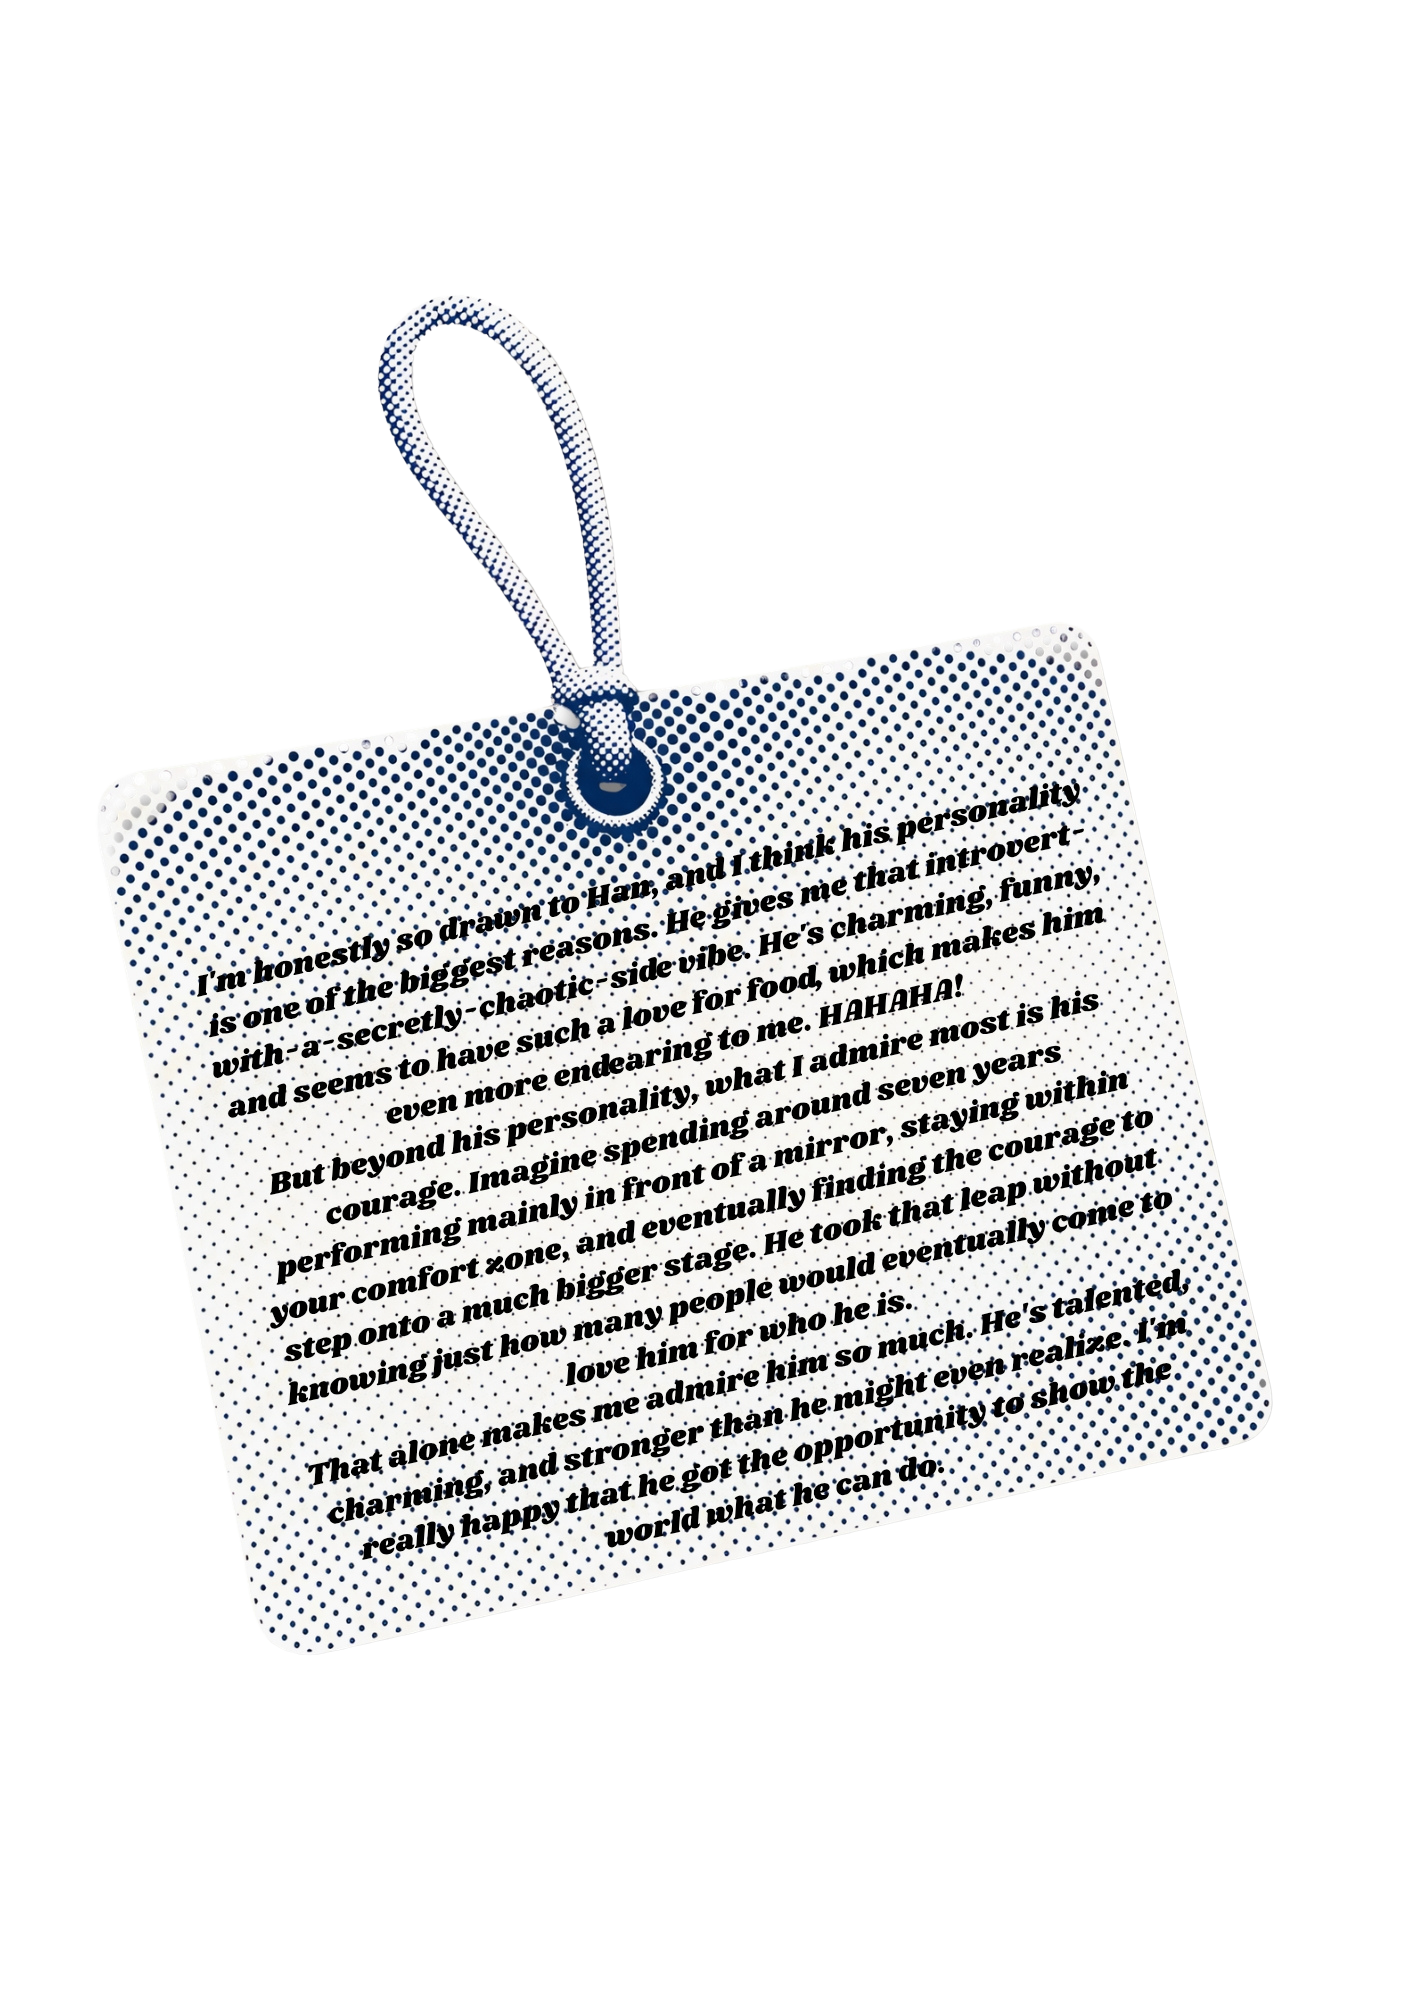 I'm honestly so drawn to Han, and I think his personality
is one of the biggest reasons. He gives me that introvert-
with-a-secretly-chaotic-side vibe. He's charming, funny,
and seems to have such a love for food, which makes him
even more endearing to me. HAHAHA!
But beyond his personality, what I admire most is his
courage. Imagine spending around seven years
performing mainly in front of a mirror, staying within
your comfort zone, and eventually finding the courage to
step onto a much bigger stage. He took that leap without
knowing just how many people would eventually come to
love him for who he is.
That alone makes me admire him so much. He's talented,
charming, and stronger than he might even realize. I'm
really happy that he got the opportunity to show the
world what he can do.